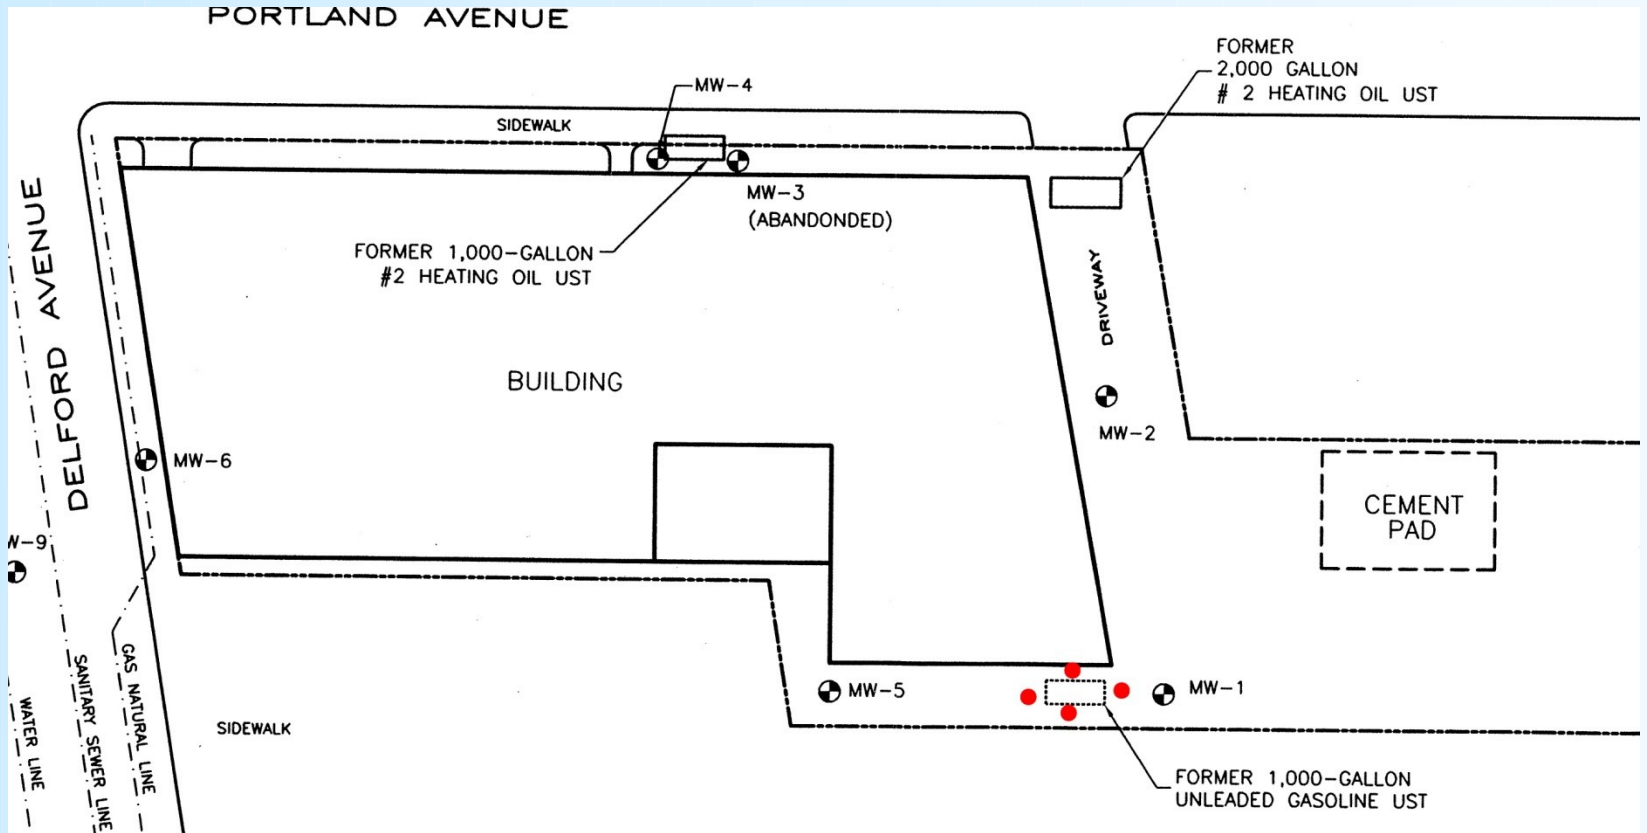 PORTLAND AVENUE
FORMER
2,000 GALLON
# 2 HEATING OIL UST
MW-4
SIDEWALK
MW-3
(ABANDONDED)
FORMER 1,000-GALLON
#2 HEATING OIL UST
DELFORD AVENUE
DRIVEWAY
BUILDING
MW-2
MW-6
CEMENT
PAD
W-9
MW-5
MW-1
SIDEWALK
GAS NATURAL LINE
SANITARY SEWER LINE
WATER LINE
FORMER 1,000-GALLON
UNLEADED GASOLINE UST